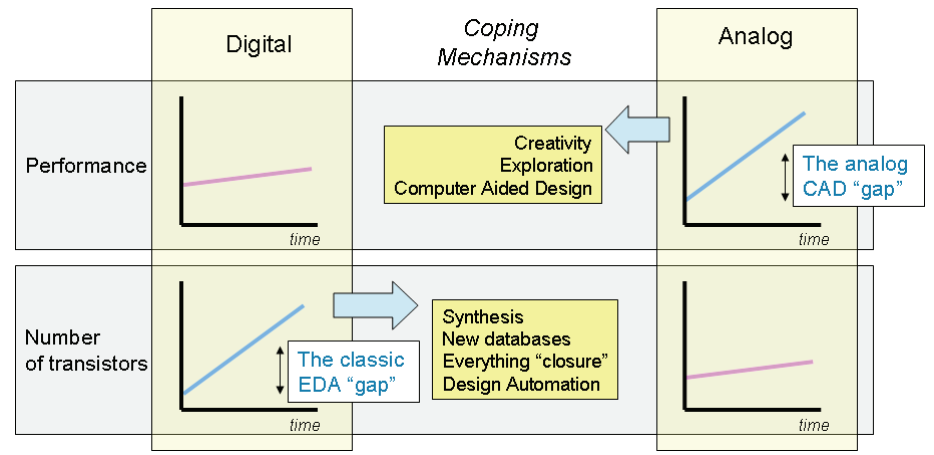 Digital
Coping
Mechanisms
Analog
Performance
time
Creativity
Exploration
Computer Aided Design
The analog
CAD “gap”
time
Number
of transistors
The classic
EDA “gap”
time
Synthesis
New databases
Everything “closure”
Design Automation
time